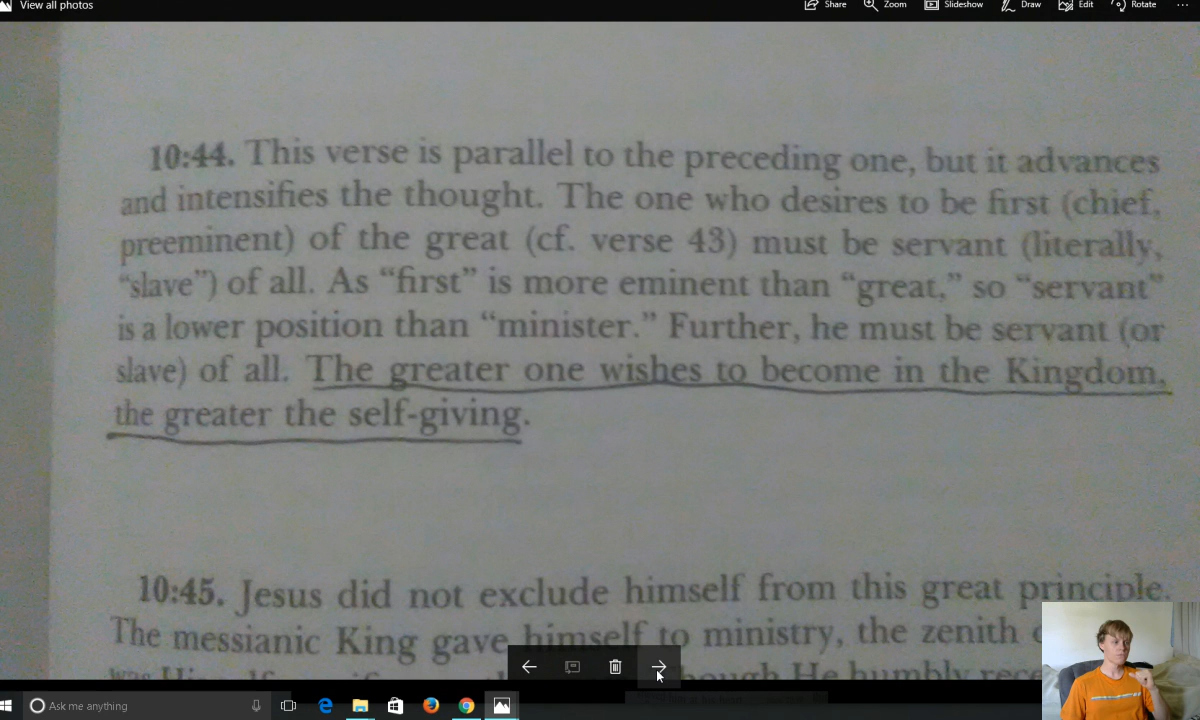 View all photos
Share Zoom Slideshow Draw Edit Rotate
10:44. This verse is parallel to the preceding one, but it advances
and intensifies the thought. The one who desires to be first (chief,
preeminent) of the great (cf. verse 43) must be servant (literally,
“slave”) of all. As “first” is more eminent than “great,” so “servant”
is a lower position than “minister.” Further, he must be servant (or
slave) of all. The greater one wishes to become in the Kingdom,
the greater the self-giving.
10:45. Jesus did not exclude himself from this great principle.
The messianic King gave himself to ministry, the zenith
was He humbly
Ask me anything